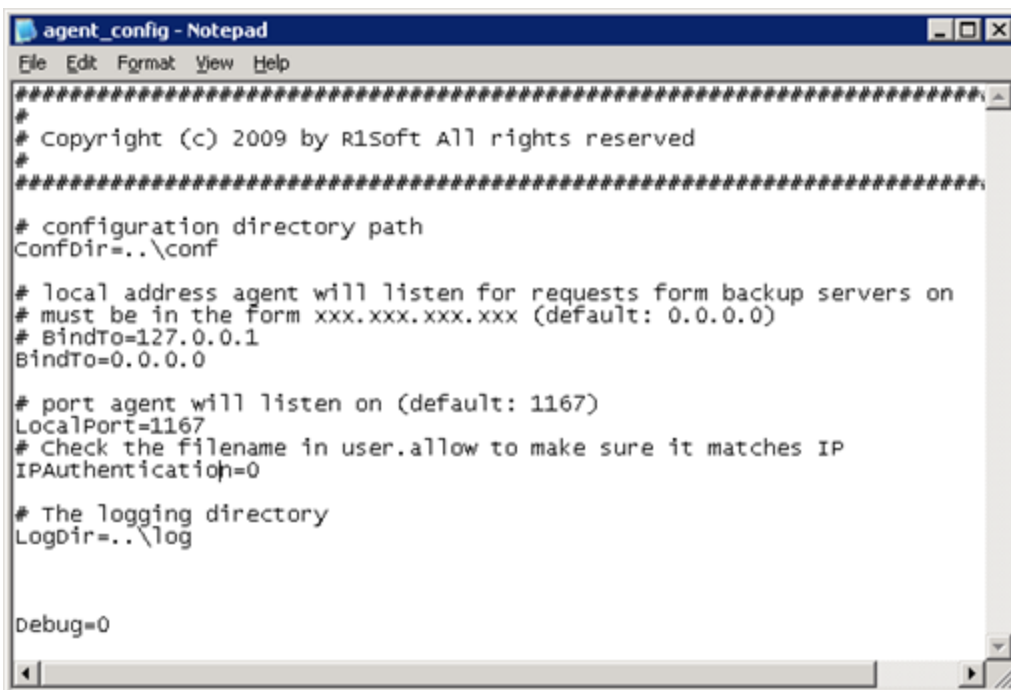 agent_config - Notepad
File Edit Format View Help
################################################################################
#
# Copyright (c) 2009 by R1Soft All rights reserved
#
################################################################################
# configuration directory path
ConfDir=..\conf
# local address agent will listen for requests form backup servers on
# must be in the form xxx.xxx.xxx.xxx (default: 0.0.0.0)
# BindTo=127.0.0.1
BindTo=0.0.0.0
# port agent will listen on (default: 1167)
LocalPort=1167
# Check the filename in user.allow to make sure it matches IP
IPAuthentication=0
# The logging directory
LogDir=..\log
Debug=0